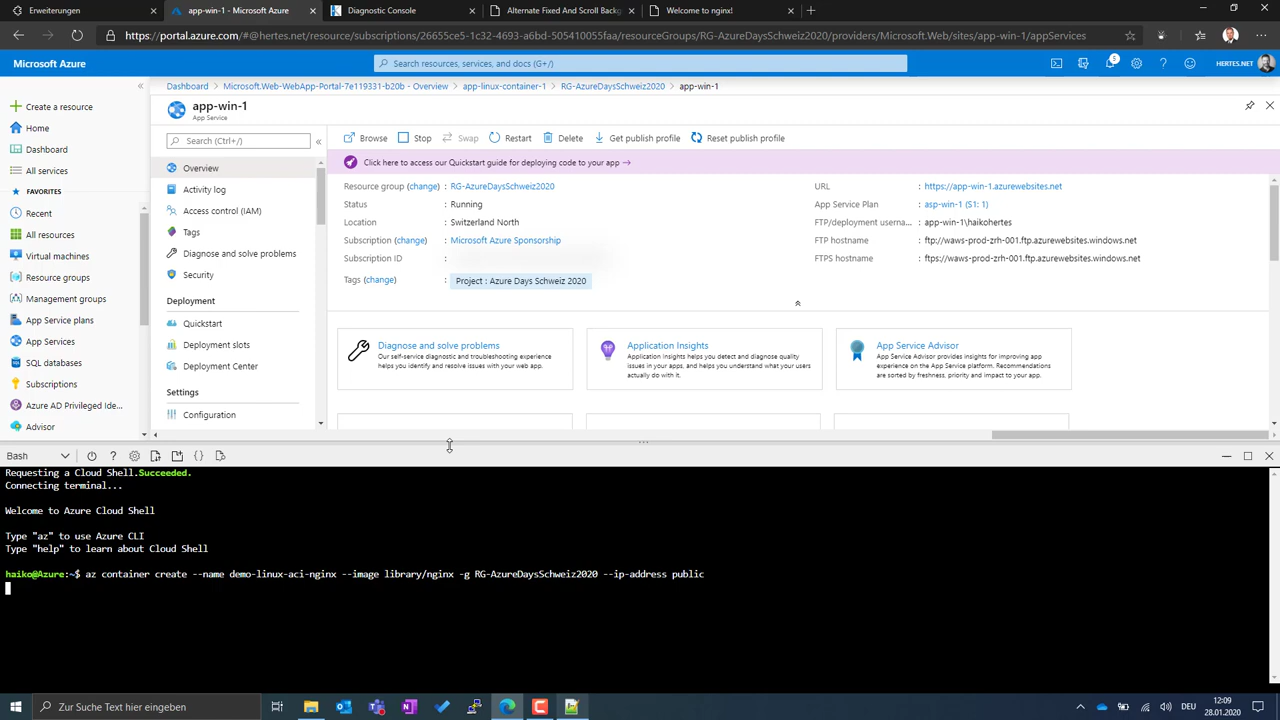 Erweiterungen
app-win-1 - Microsoft Azure
Diagnostic Console
Alternate Fixed And Scroll Backg
Welcome to nginx!
https://portal.azure.com/#@hertes.net/resource/subscriptions/26655ce5-1c32-4693-a6bd-505410055faa/resourceGroups/RG-AzureDaysSchweiz2020/providers/Microsoft.Web/sites/app-win-1/appServices
Microsoft Azure
Search resources, services, and docs (G+/)
5
HERTES.NET
Create a resource
Home
Dashboard
All services
FAVORITES
Recent
All resources
Virtual machines
Resource groups
Management groups
App Service plans
App Services
SQL databases
Subscriptions
Azure AD Privileged Ide...
Advisor
Dashboard > Microsoft.Web-WebApp-Portal-7e119331-b20b - Overview > app-linux-container-1 > RG-AzureDaysSchweiz2020 > app-win-1
app-win-1
App Service
Search (Ctrl+/)
Overview
Activity log
Access control (IAM)
Tags
Diagnose and solve problems
Security
Deployment
Quickstart
Deployment slots
Deployment Center
Settings
Configuration
Browse Stop Swap Restart Delete Get publish profile Reset publish profile
Click here to access our Quickstart guide for deploying code to your app →
Resource group (change) : RG-AzureDaysSchweiz2020
Status : Running
Location : Switzerland North
Subscription (change) : Microsoft Azure Sponsorship
Subscription ID :
Tags (change) : Project : Azure Days Schweiz 2020
URL : https://app-win-1.azurewebsites.net
App Service Plan : asp-win-1 (S1: 1)
FTP/deployment userna... : app-win-1\haikohertes
FTP hostname : ftp://waws-prod-zrh-001.ftp.azurewebsites.windows.net
FTPS hostname : ftps://waws-prod-zrh-001.ftp.azurewebsites.windows.net
Diagnose and solve problems
Our self-service diagnostic and troubleshooting experience
helps you identify and resolve issues with your web app.
Application Insights
Application Insights helps you detect and diagnose quality
issues in your apps, and helps you understand what your users
actually do with it.
App Service Advisor
App Service Advisor provides insights for improving app
experience on the App Service platform. Recommendations
are sorted by freshness, priority and impact to your app.
Bash
Requesting a Cloud Shell.Succeeded.
Connecting terminal...
Welcome to Azure Cloud Shell
Type "az" to use Azure CLI
Type "help" to learn about Cloud Shell
haiko@Azure:~$ az container create --name demo-linux-aci-nginx --image library/nginx -g RG-AzureDaysSchweiz2020 --ip-address public
Zur Suche Text hier eingeben
DEU
12:09
28.01.2020